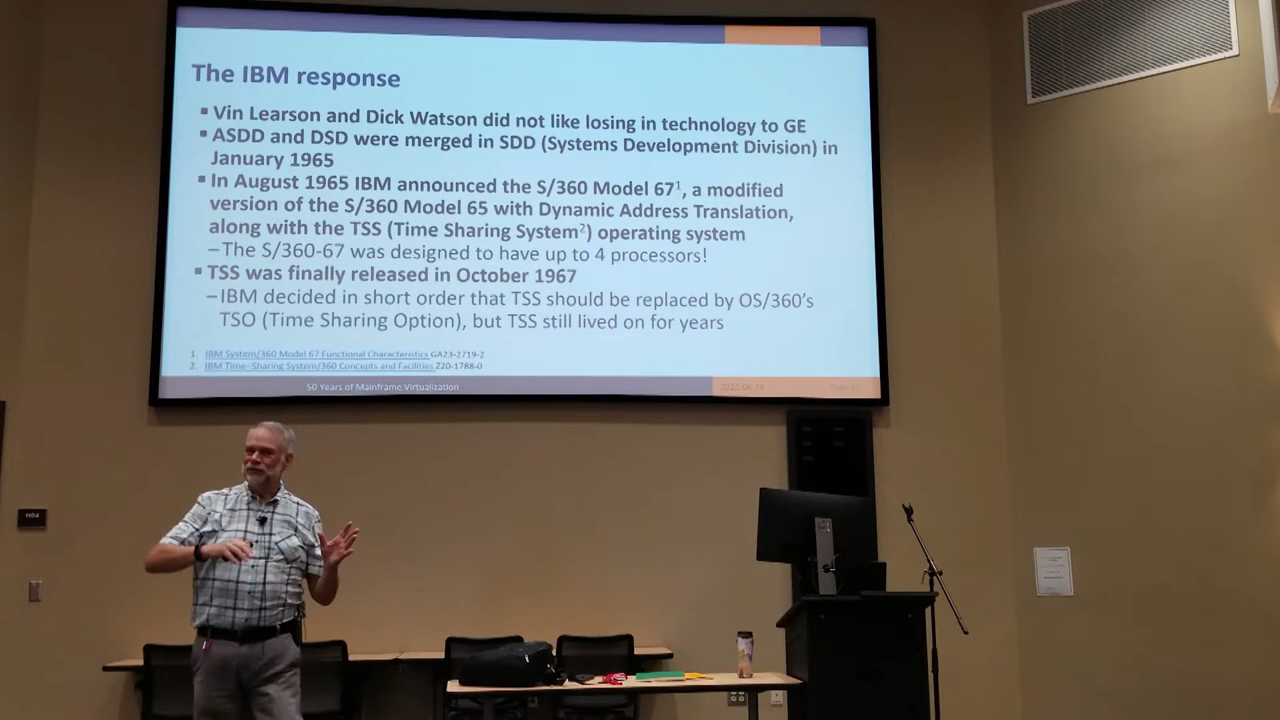 The IBM response
▪ Vin Learson and Dick Watson did not like losing in technology to GE
▪ ASDD and DSD were merged in SDD (Systems Development Division) in
January 1965
▪ In August 1965 IBM announced the S/360 Model 67¹, a modified
version of the S/360 Model 65 with Dynamic Address Translation,
along with the TSS (Time Sharing System²) operating system
–The S/360-67 was designed to have up to 4 processors!
▪ TSS was finally released in October 1967
–IBM decided in short order that TSS should be replaced by OS/360's
TSO (Time Sharing Option), but TSS still lived on for years
1. IBM System/360 Model 67 Functional Characteristics GA23-2719-2
2. IBM Time-Sharing System/360 Concepts and Facilities Z20-1788-0
50 Years of Mainframe Virtualization
Page